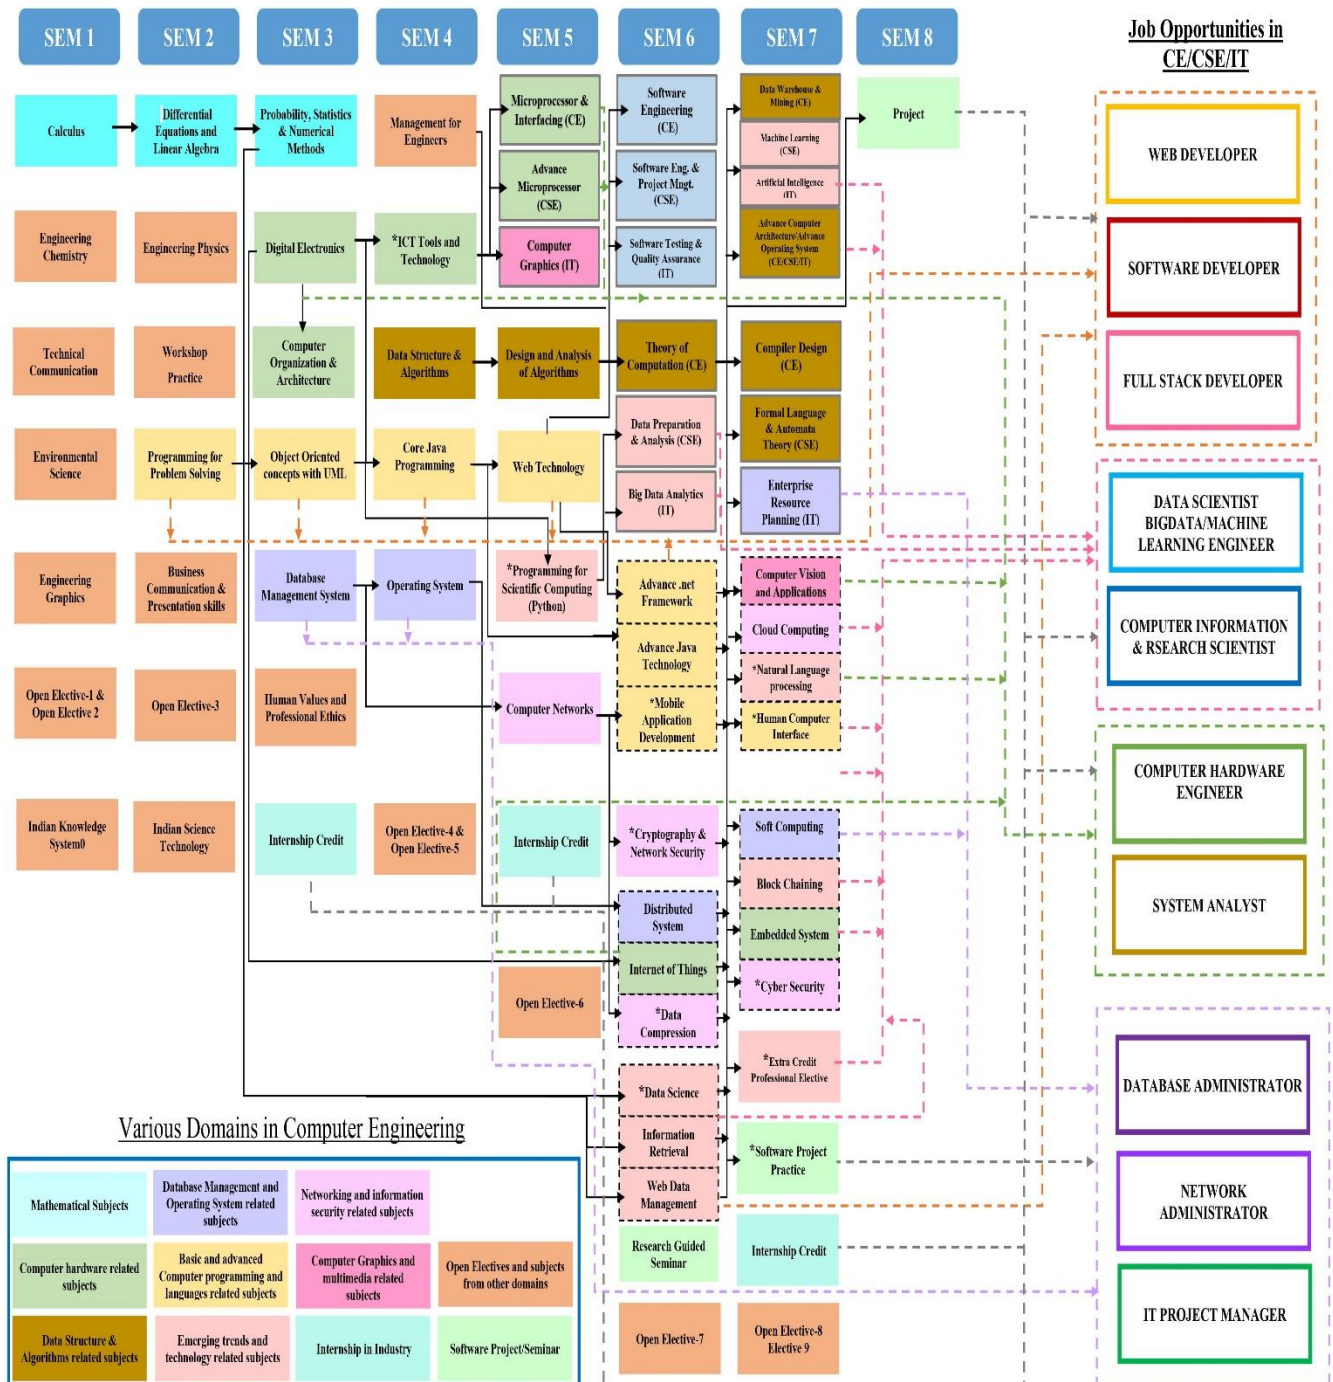 SEM 1
SEM 2
SEM 3
SEM 4
SEM 5
SEM 6
SEM 7
SEM 8
Job Opportunities in
CE/CSE/IT
Calculus
Differential
Equations and
Linear Algebra
Probability, Statistics
& Numerical
Methods
Management for
Engineers
Microprocessor &
Interfacing (CE)
Advance
Microprocessor
(CSE)
Computer
Graphics (IT)
Software
Engineering
(CE)
Software Eng. &
Project Mngt.
(CSE)
Software Testing &
Quality Assurance
(IT)
Data Warehouse &
Mining (CE)
Machine Learning
(CSE)
Artificial Intelligence
(IT)
Advance Computer
Architecture/Advance
Operating System
(CE/CSE/IT)
Project
WEB DEVELOPER
SOFTWARE DEVELOPER
FULL STACK DEVELOPER
Engineering
Chemistry
Engineering Physics
Digital Electronics
*ICT Tools and
Technology
Technical
Communication
Workshop
Practice
Computer
Organization &
Architecture
Data Structure &
Algorithms
Design and Analysis
of Algorithms
Theory of
Computation (CE)
Compiler Design
(CE)
Environmental
Science
Programming for
Problem Solving
Object Oriented
concepts with UML
Core Java
Programming
Web Technology
Data Preparation
& Analysis (CSE)
Big Data Analytics
(IT)
Formal Language
& Automata
Theory (CSE)
Enterprise
Resource
Planning (IT)
DATA SCIENTIST
BIGDATA/MACHINE
LEARNING ENGINEER
COMPUTER INFORMATION
& RSEARCH SCIENTIST
Engineering
Graphics
Business
Communication &
Presentation skills
Database
Management System
Operating System
*Programming for
Scientific Computing
(Python)
Advance .net
Framework
Advance Java
Technology
*Mobile
Application
Development
Computer Vision
and Applications
Cloud Computing
*Natural Language
processing
*Human Computer
Interface
Open Elective-1 &
Open Elective 2
Open Elective-3
Human Values and
Professional Ethics
Computer Networks
COMPUTER HARDWARE
ENGINEER
SYSTEM ANALYST
Indian Knowledge
System0
Indian Science
Technology
Internship Credit
Open Elective-4 &
Open Elective-5
Internship Credit
*Cryptography &
Network Security
Distributed
System
Internet of Things
*Data
Compression
Soft Computing
Block Chaining
Embedded System
*Cyber Security
Open Elective-6
*Data Science
Information
Retrieval
Web Data
Management
*Extra Credit
Professional Elective
*Software Project
Practice
DATABASE ADMINISTRATOR
NETWORK
ADMINISTRATOR
IT PROJECT MANAGER
Research Guided
Seminar
Internship Credit
Open Elective-7
Open Elective-8
Elective 9
Various Domains in Computer Engineering
Mathematical Subjects
Database Management and
Operating System related
subjects
Networking and information
security related subjects
Computer hardware related
subjects
Basic and advanced
Computer programming and
languages related subjects
Computer Graphics and
multimedia related
subjects
Open Electives and subjects
from other domains
Data Structure &
Algorithms related subjects
Emerging trends and
technology related subjects
Internship in Industry
Software Project/Seminar